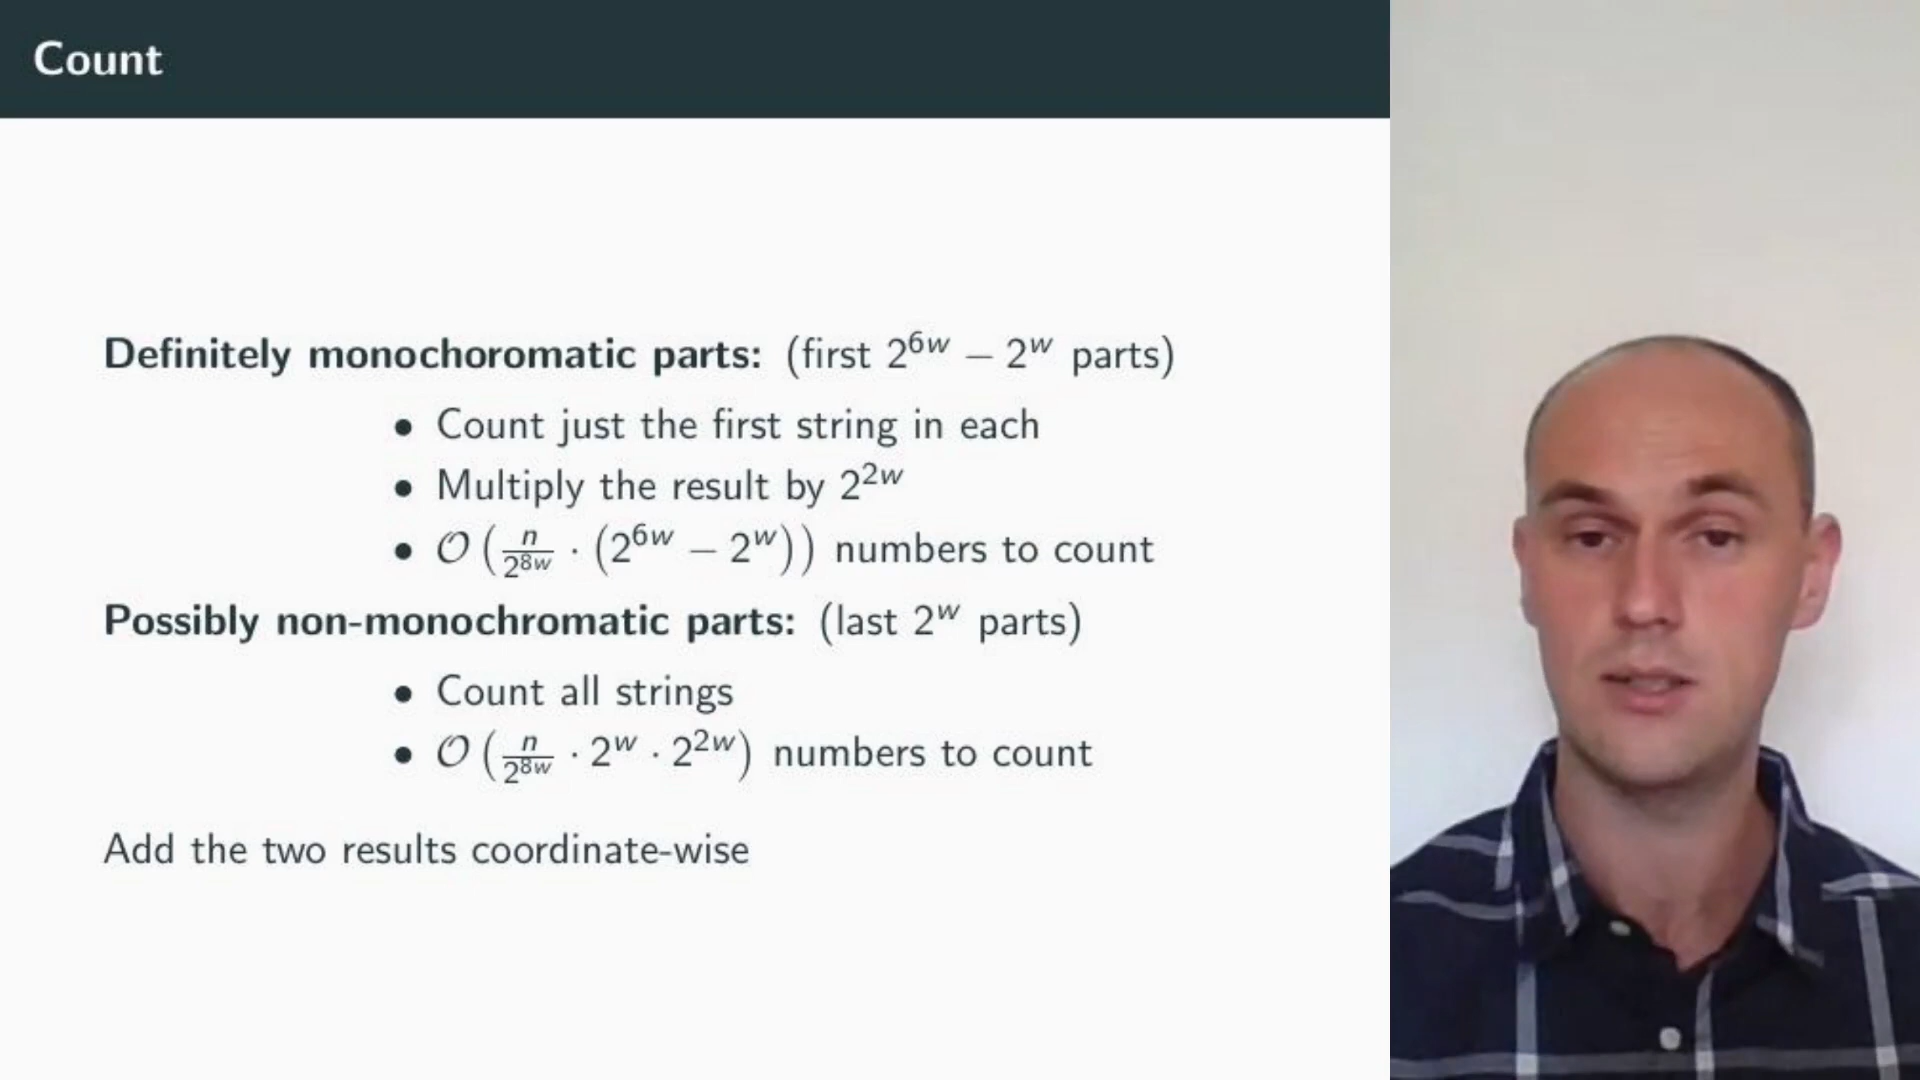 Count
Definitely monochoromatic parts: (first 2^{6w} − 2^w parts)
• Count just the first string in each
• Multiply the result by 2^{2w}
• 𝒪(n/2^{8w} · (2^{6w} − 2^w)) numbers to count
Possibly non-monochromatic parts: (last 2^w parts)
• Count all strings
• 𝒪(n/2^{8w} · 2^w · 2^{2w}) numbers to count
Add the two results coordinate-wise